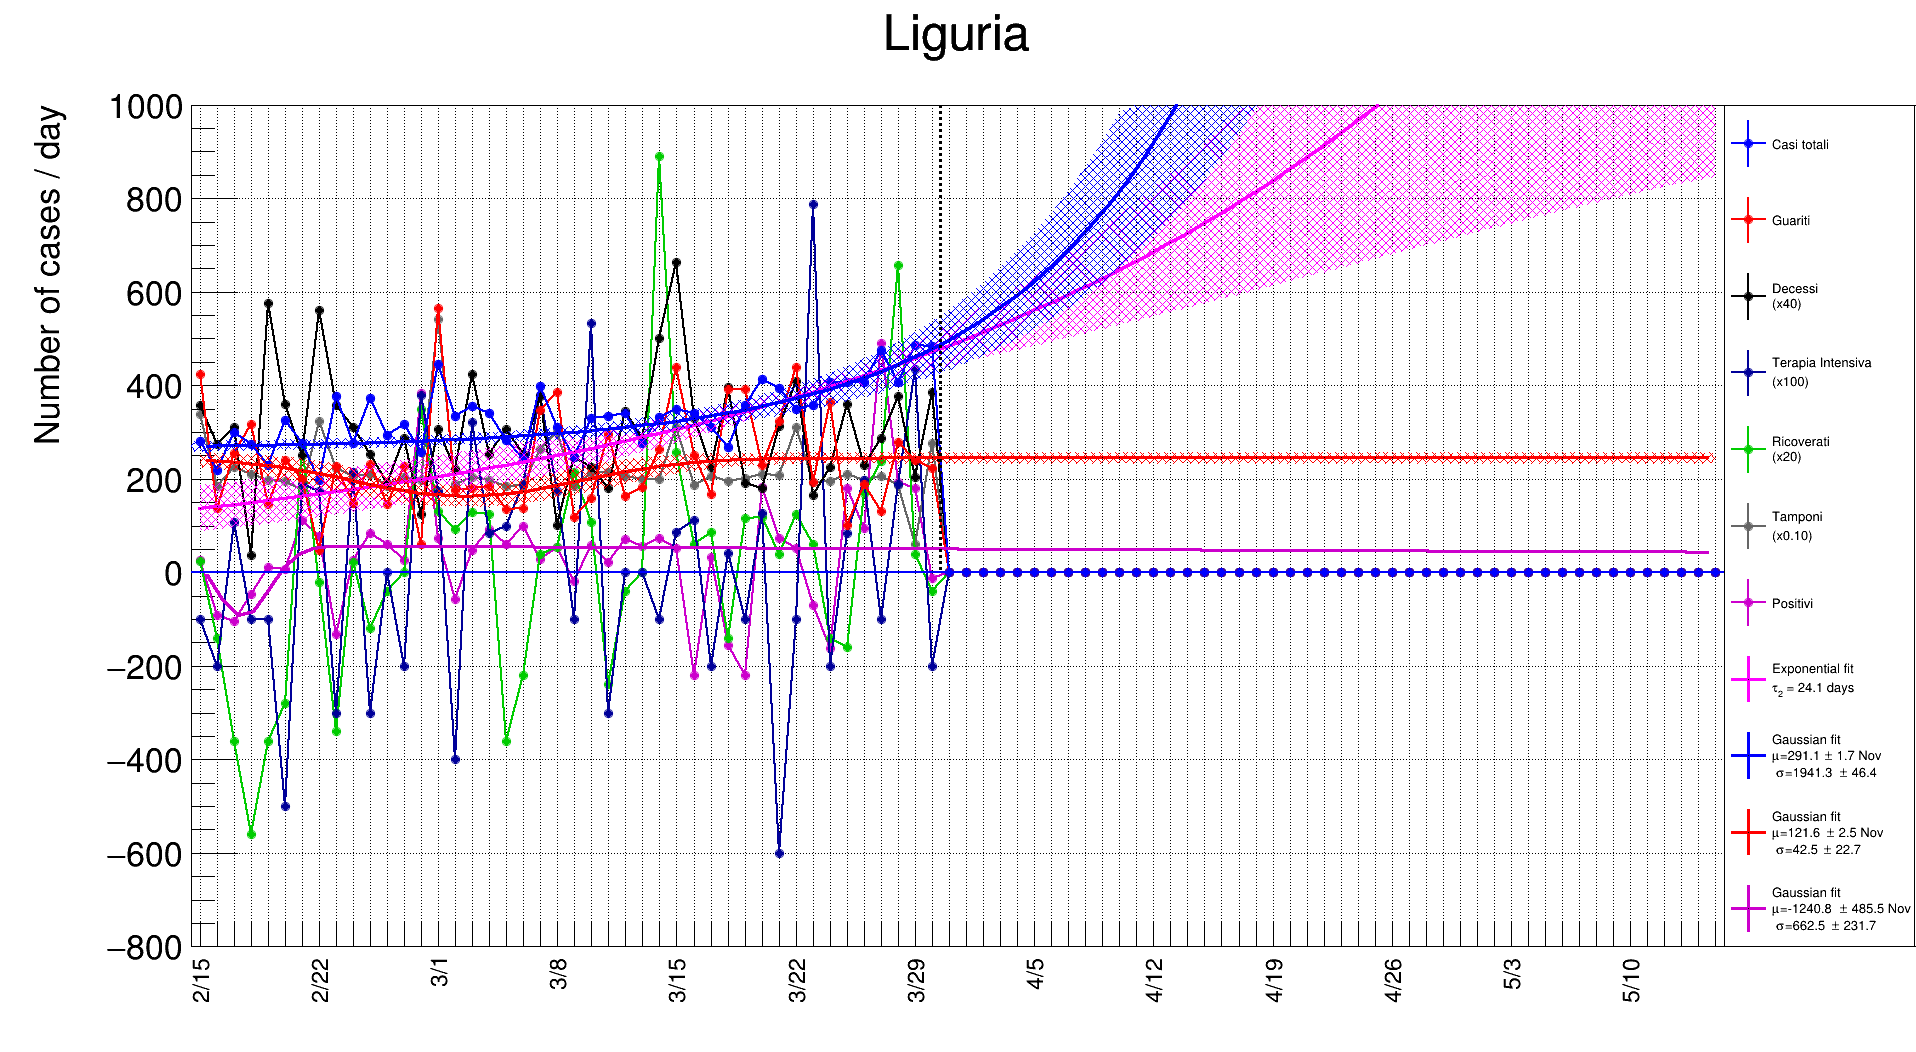 Liguria
Number of cases / day
1000
800
600
400
200
0
−200
−400
−600
−800
2/15
2/22
3/1
3/8
3/15
3/22
3/29
4/5
4/12
4/19
4/26
5/3
5/10
Casi totali
Guariti
Decessi
(x40)
Terapia Intensiva
(x100)
Ricoverati
(x20)
Tamponi
(x0.10)
Positivi
Exponential fit
τ2 = 24.1 days
Gaussian fit
μ=291.1 ± 1.7 Nov
σ=1941.3 ± 46.4
Gaussian fit
μ=121.6 ± 2.5 Nov
σ=42.5 ± 22.7
Gaussian fit
μ=-1240.8 ± 485.5 Nov
σ=662.5 ± 231.7